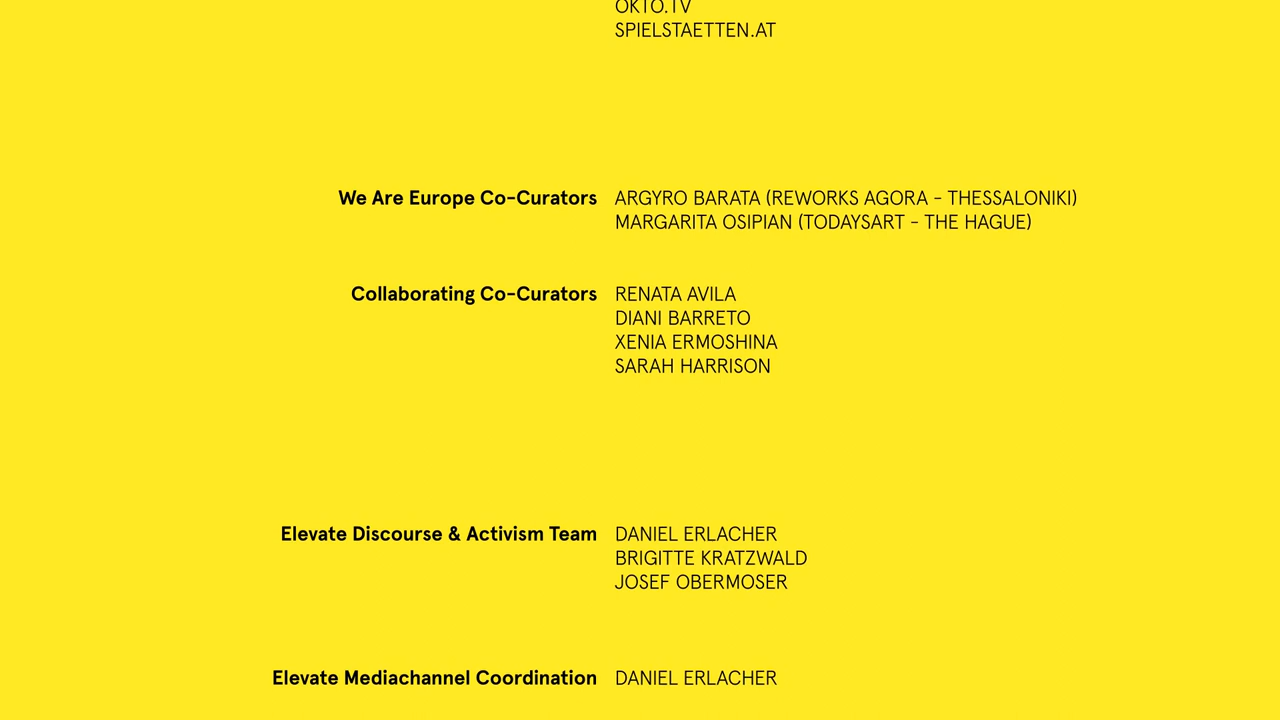 OKTO.TV
SPIELSTAETTEN.AT
We Are Europe Co-Curators ARGYRO BARATA (REWORKS AGORA - THESSALONIKI)
MARGARITA OSIPIAN (TODAYSART - THE HAGUE)
Collaborating Co-Curators RENATA AVILA
DIANI BARRETO
XENIA ERMOSHINA
SARAH HARRISON
Elevate Discourse & Activism Team DANIEL ERLACHER
BRIGITTE KRATZWALD
JOSEF OBERMOSER
Elevate Mediachannel Coordination DANIEL ERLACHER